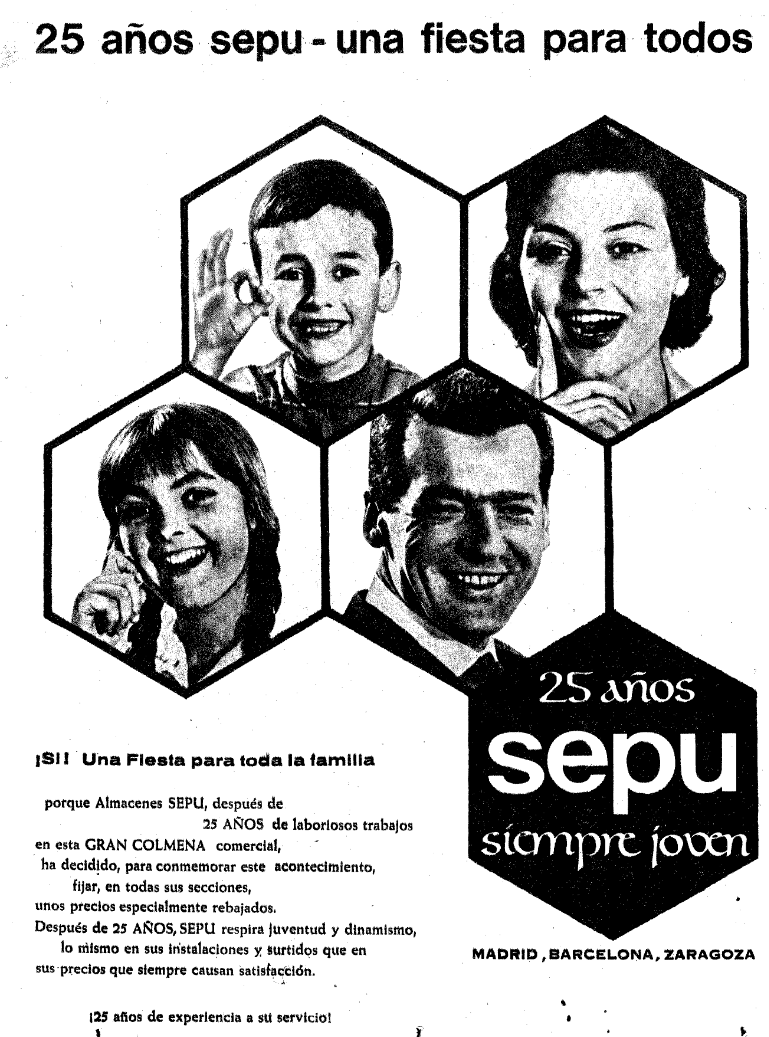 25 años sepu - una fiesta para todos
25 años
sepu
siempre joven
MADRID, BARCELONA, ZARAGOZA
¡SI! Una Fiesta para toda la familia
porque Almacenes SEPU, después de
25 AÑOS de laboriosos trabajos
en esta GRAN COLMENA comercial,
ha decidido, para conmemorar este acontecimiento,
fijar, en todas sus secciones,
unos precios especialmente rebajados.
Después de 25 AÑOS, SEPU respira juventud y dinamismo,
lo mismo en sus instalaciones y surtidos que en
sus precios que siempre causan satisfacción.
¡25 años de experiencia a su servicio!